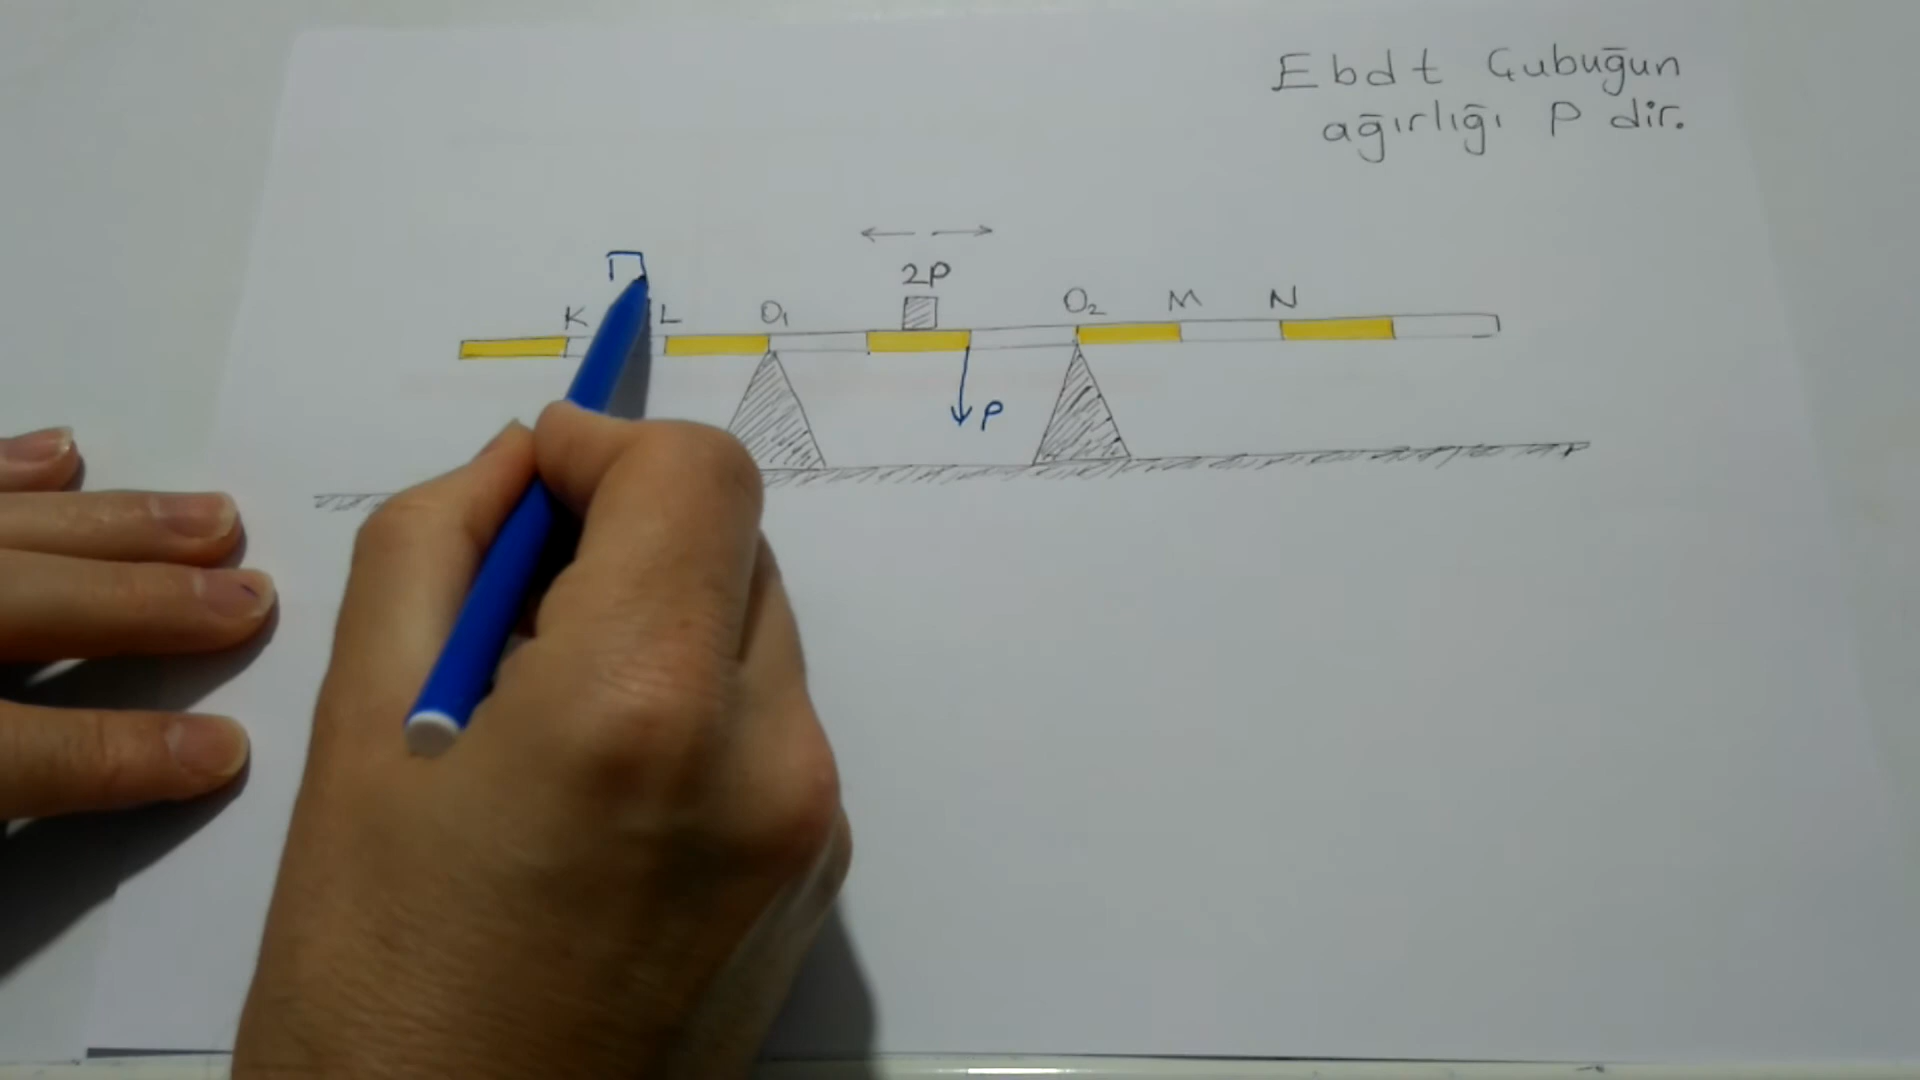 Ebdt Çubuğun
ağırlığı P dir.
2P
K L O₁ O₂ M N
P